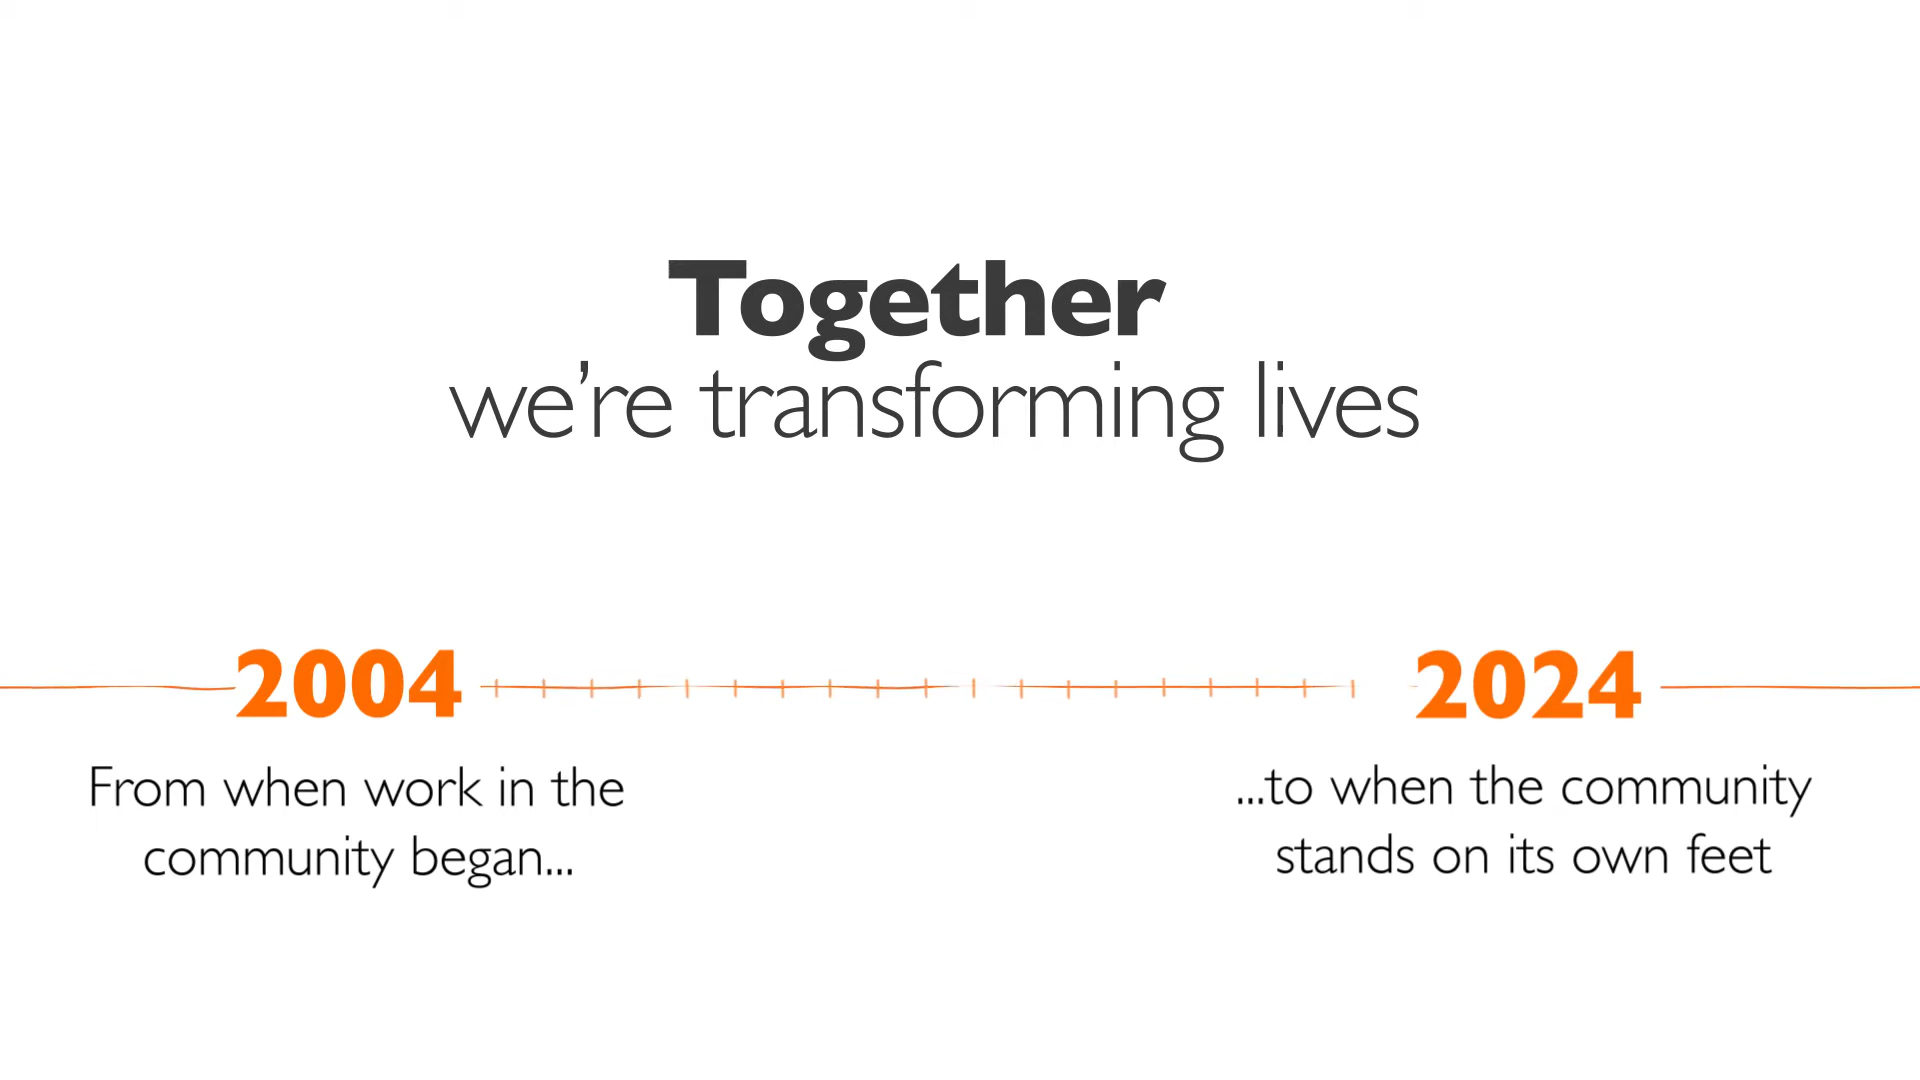 Together
we're transforming lives
2004
2024
From when work in the
community began...
...to when the community
stands on its own feet